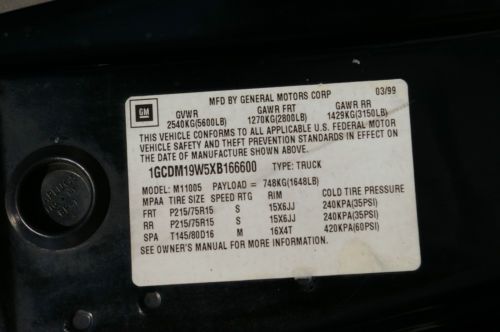 MFD BY GENERAL MOTORS CORP 03/99
GM
GVWR GAWR FRT GAWR RR
2540KG(5600LB) 1270KG(2800LB) 1429KG(3150LB)
THIS VEHICLE CONFORMS TO ALL APPLICABLE U.S. FEDERAL MOTOR
VEHICLE SAFETY AND THEFT PREVENTION STANDARDS IN EFFECT ON
THE DATE OF MANUFACTURE SHOWN ABOVE.
1GCDM19W5XB166600 TYPE: TRUCK
MODEL: M11005 PAYLOAD = 748KG(1648LB)
MPAA TIRE SIZE SPEED RTG RIM COLD TIRE PRESSURE
FRT P215/75R15 S 15X6JJ 240KPA(35PSI)
RR P215/75R15 S 15X6JJ 240KPA(35PSI)
SPA T145/80D16 M 16X4T 420KPA(60PSI)
SEE OWNER'S MANUAL FOR MORE INFORMATION.